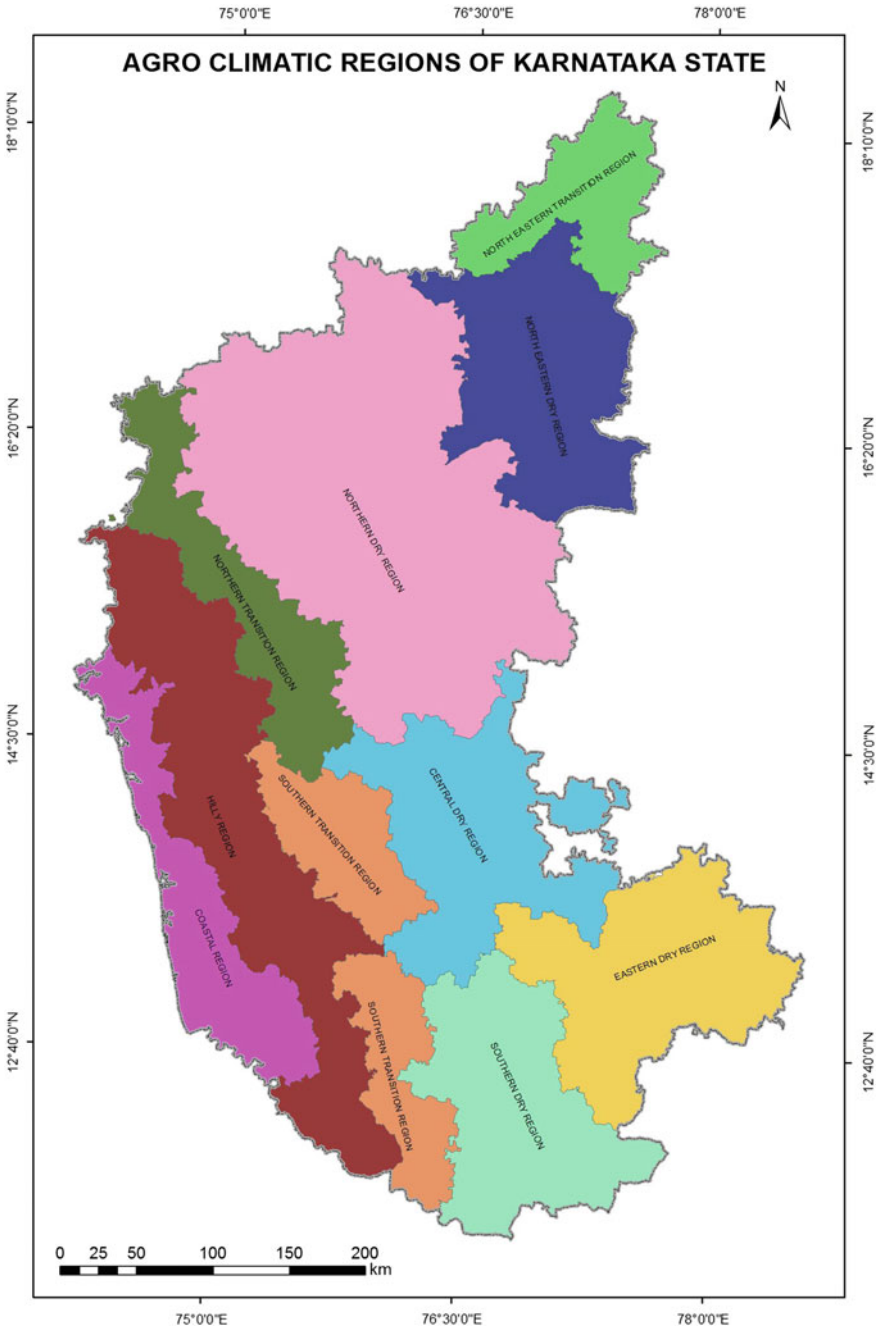 75°0'0"E 76°30'0"E 78°0'0"E
AGRO CLIMATIC REGIONS OF KARNATAKA STATE
N
18°10'0"N
18°10'0"N
NORTH EASTERN TRANSITION REGION
NORTH EASTERN DRY REGION
16°20'0"N
16°20'0"N
NORTHERN DRY REGION
NORTHERN TRANSITION REGION
14°30'0"N
14°30'0"N
SOUTHERN TRANSITION REGION
CENTRAL DRY REGION
HILLY REGION
COASTAL REGION
EASTERN DRY REGION
12°40'0"N
12°40'0"N
SOUTHERN TRANSITION REGION
SOUTHERN DRY REGION
0 25 50 100 150 200
km
75°0'0"E 76°30'0"E 78°0'0"E